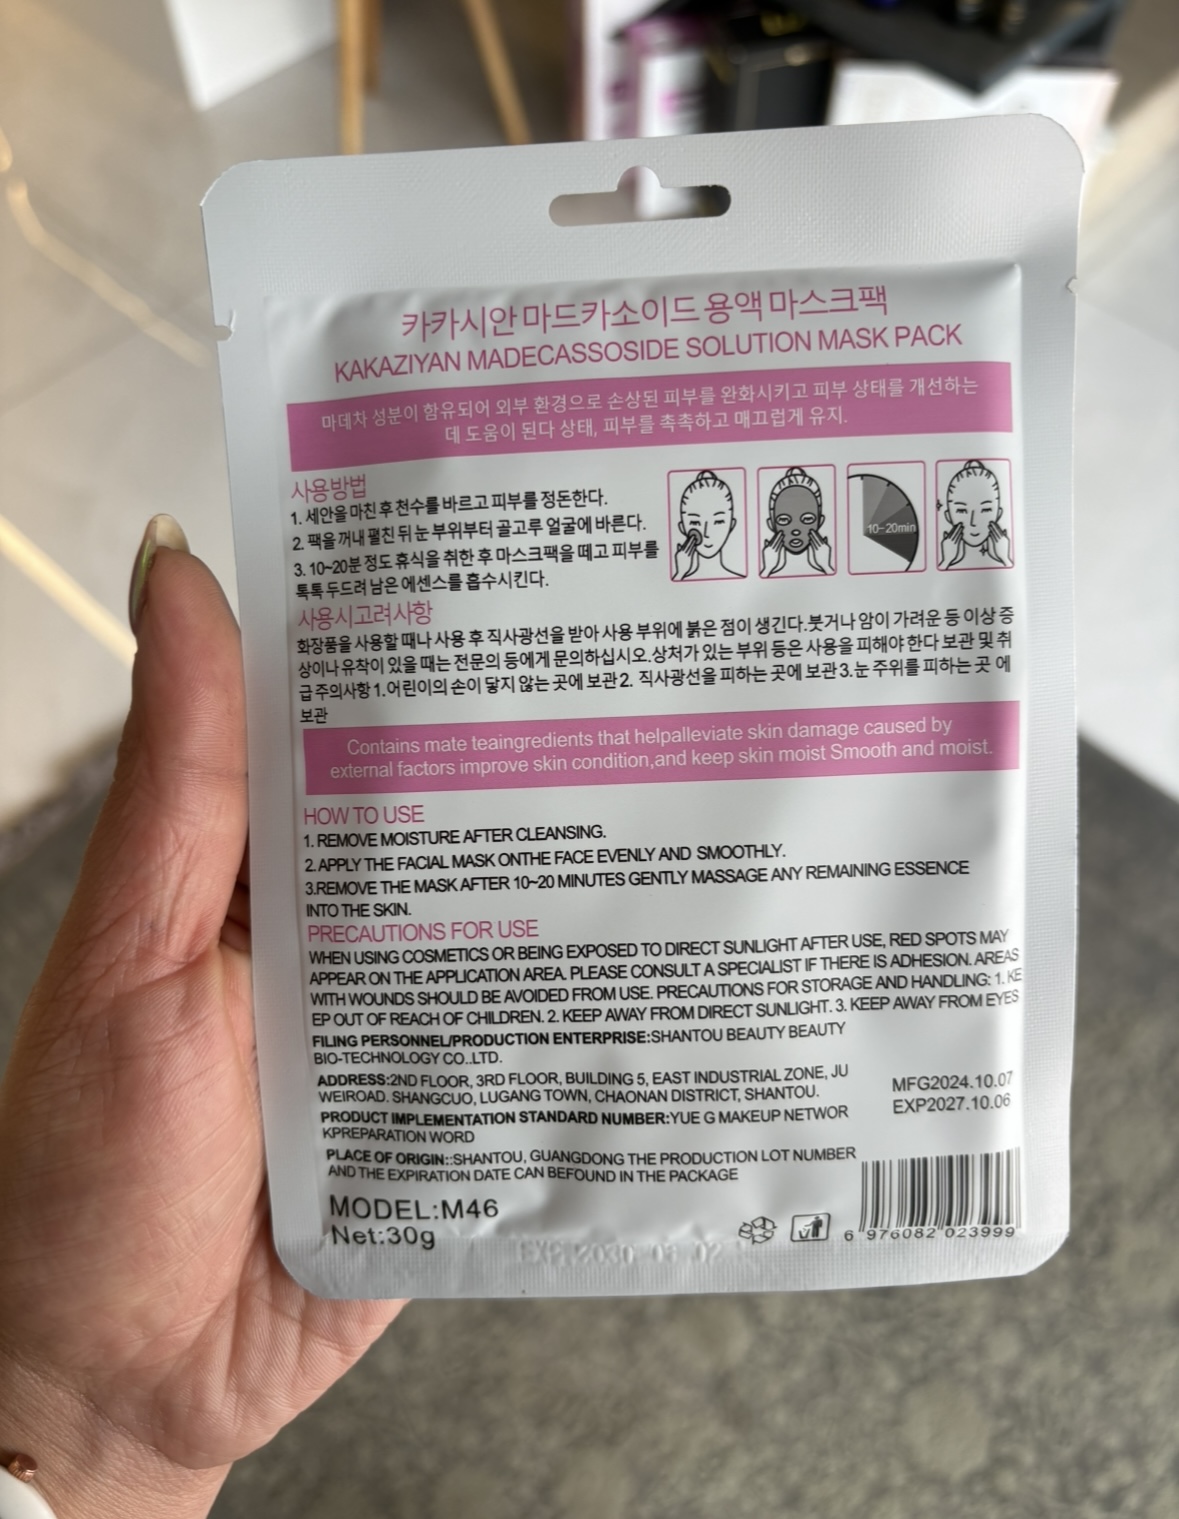 카카시안 마드카소이드 용액 마스크팩
KAKAZIYAN MADECASSOSIDE SOLUTION MASK PACK
마데차 성분이 함유되어 외부 환경으로 손상된 피부를 완화시키고 피부 상태를 개선하는
데 도움이 된다 상태, 피부를 촉촉하고 매끄럽게 유지.
사용방법
1. 세안을 마친 후 천수를 바르고 피부를 정돈한다.
2. 팩을 꺼내 펼친 뒤 눈 부위부터 골고루 얼굴에 바른다.
3. 10~20분 정도 휴식을 취한 후 마스크팩을 떼고 피부를
톡톡 두드려 남은 에센스를 흡수시킨다.
10-20min
사용시고려사항
화장품을 사용할 때나 사용 후 직사광선을 받아 사용 부위에 붉은 점이 생긴다.붓거나 암이 가려운 등 이상 증
상이나 유착이 있을 때는 전문의 등에게 문의하십시오.상처가 있는 부위 등은 사용을 피해야 한다 보관 및 취
급 주의사항 1.어린이의 손이 닿지 않는 곳에 보관 2. 직사광선을 피하는 곳에 보관 3.눈 주위를 피하는 곳 에
보관
Contains mate teaingredients that helpalleviate skin damage caused by
external factors improve skin condition,and keep skin moist Smooth and moist.
HOW TO USE
1. REMOVE MOISTURE AFTER CLEANSING.
2. APPLY THE FACIAL MASK ONTHE FACE EVENLY AND SMOOTHLY.
3.REMOVE THE MASK AFTER 10~20 MINUTES GENTLY MASSAGE ANY REMAINING ESSENCE
INTO THE SKIN.
PRECAUTIONS FOR USE
WHEN USING COSMETICS OR BEING EXPOSED TO DIRECT SUNLIGHT AFTER USE, RED SPOTS MAY
APPEAR ON THE APPLICATION AREA. PLEASE CONSULT A SPECIALIST IF THERE IS ADHESION. AREAS
WITH WOUNDS SHOULD BE AVOIDED FROM USE. PRECAUTIONS FOR STORAGE AND HANDLING: 1. KE
EP OUT OF REACH OF CHILDREN. 2. KEEP AWAY FROM DIRECT SUNLIGHT. 3. KEEP AWAY FROM EYES
FILING PERSONNEL/PRODUCTION ENTERPRISE:SHANTOU BEAUTY BEAUTY
BIO-TECHNOLOGY CO..LTD.
ADDRESS:2ND FLOOR, 3RD FLOOR, BUILDING 5, EAST INDUSTRIAL ZONE, JU
WEIROAD. SHANGCUO, LUGANG TOWN, CHAONAN DISTRICT, SHANTOU.
MFG2024.10.07
EXP2027.10.06
PRODUCT IMPLEMENTATION STANDARD NUMBER:YUE G MAKEUP NETWOR
KPREPARATION WORD
PLACE OF ORIGIN::SHANTOU, GUANGDONG THE PRODUCTION LOT NUMBER
AND THE EXPIRATION DATE CAN BEFOUND IN THE PACKAGE
MODEL:M46
Net:30g
6 976082 023999
EXP 2030 03 02